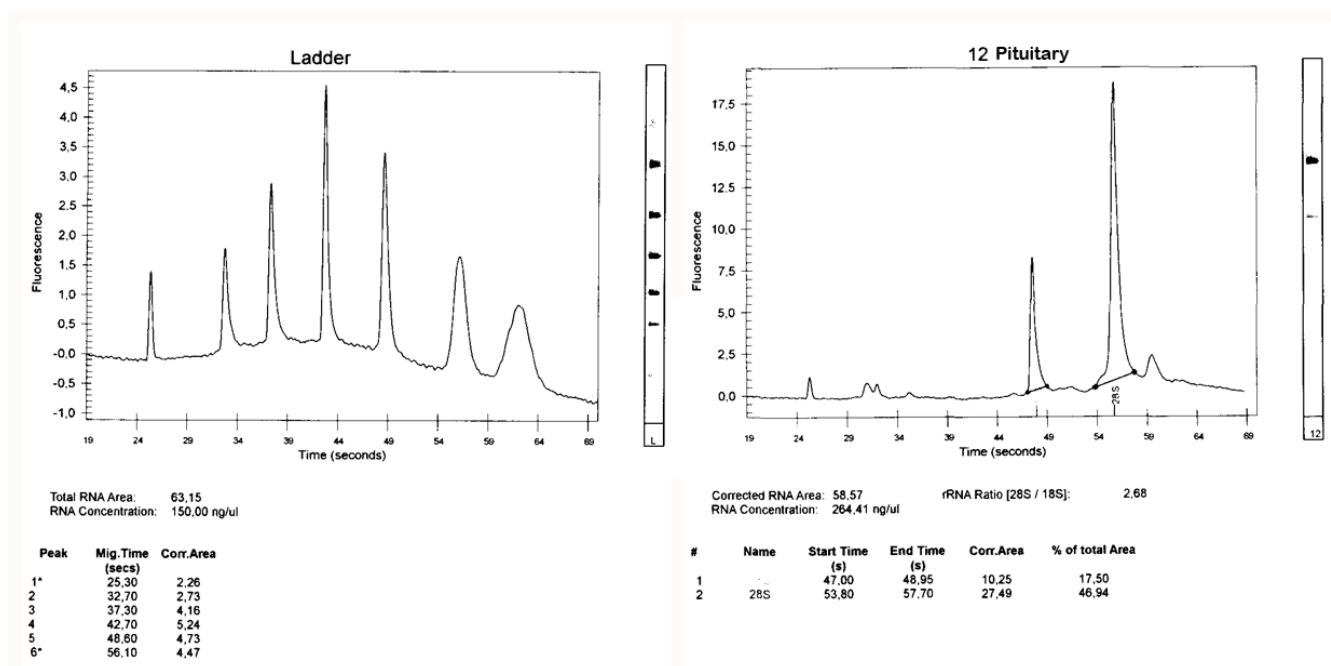 Ladder
Fluorescence
4,5
4,0
3,5
3,0
2,5
2,0
1,5
1,0
0,5
-0,0
-0,5
-1,0
19 24 29 34 39 44 49 54 59 64 69
Time (seconds)
L
Total RNA Area: 63,15
RNA Concentration: 150,00 ng/ul
Peak Mig.Time Corr.Area
(secs)
1* 25,30 2,26
2 32,70 2,73
3 37,30 4,16
4 42,70 5,24
5 48,60 4,73
6* 56,10 4,47
12 Pituitary
Fluorescence
17,5
15,0
12,5
10,0
7,5
5,0
2,5
0,0
28S
19 24 29 34 39 44 49 54 59 64 69
Time (seconds)
12
Corrected RNA Area: 58,57 rRNA Ratio [28S / 18S]: 2,68
RNA Concentration: 264,41 ng/ul
# Name Start Time End Time Corr.Area % of total Area
(s) (s)
1 47,00 48,95 10,25 17,50
2 28S 53,80 57,70 27,49 46,94